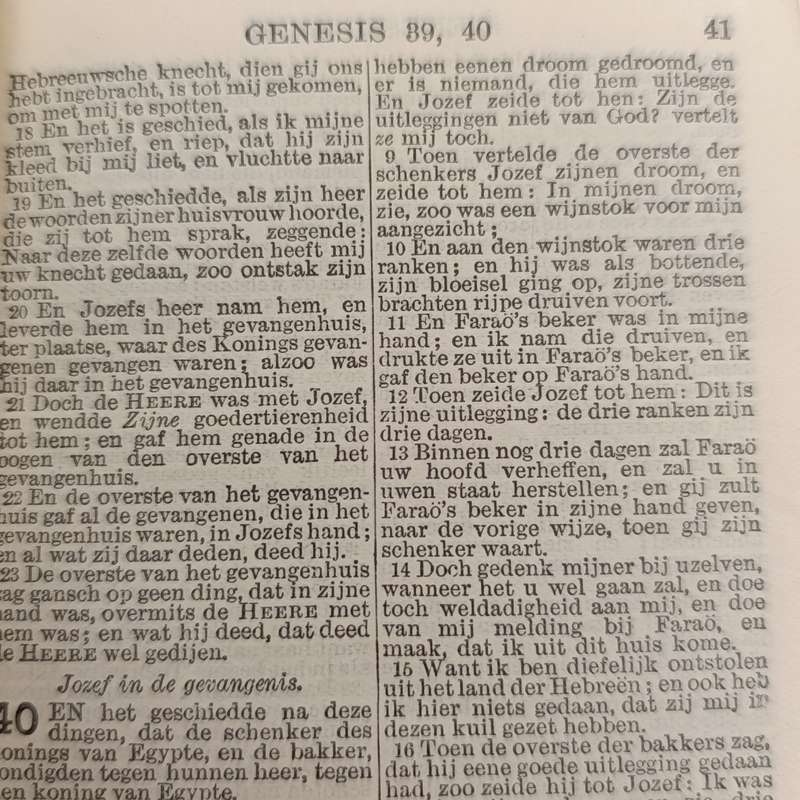 GENESIS 39, 40
41
Hebreeuwsche knecht, dien gij ons
hebt ingebracht, is tot mij gekomen,
om met mij te spotten.
18 En het is geschied, als ik mijne
stem verhief, en riep, dat hij zijn
kleed bij mij liet, en vluchtte naar
buiten.
19 En het geschiedde, als zijn heer
de woorden zijner huisvrouw hoorde,
die zij tot hem sprak, zeggende:
Naar deze zelfde woorden heeft mij
uw knecht gedaan, zoo ontstak zijn
toorn.
20 En Jozefs heer nam hem, en
leverde hem in het gevangenhuis,
ter plaatse, waar des Konings gevan-
genen gevangen waren; alzoo was
hij daar in het gevangenhuis.
21 Doch de HEERE was met Jozef,
en wendde Zijne goedertierenheid
tot hem; en gaf hem genade in de
oogen van den overste van het
gevangenhuis.
22 En de overste van het gevangen-
huis gaf al de gevangenen, die in het
gevangenhuis waren, in Jozefs hand;
en al wat zij daar deden, deed hij.
23 De overste van het gevangenhuis
zag gansch op geen ding, dat in zijne
hand was, overmits de HEERE met
hem was; en wat hij deed, dat deed
de HEERE wel gedijen.
Jozef in de gevangenis.
40 EN het geschiedde na deze
dingen, dat de schenker des
konings van Egypte, en de bakker,
zondigden tegen hunnen heer, tegen
den koning van Egypte.
hebben eenen droom gedroomd, en
er is niemand, die hem uitlegge.
En Jozef zeide tot hen: Zijn de
uitleggingen niet van God? vertelt
ze mij toch.
9 Toen vertelde de overste der
schenkers Jozef zijnen droom, en
zeide tot hem: In mijnen droom,
zie, zoo was een wijnstok voor mijn
aangezicht;
10 En aan den wijnstok waren drie
ranken; en hij was als bottende,
zijn bloeisel ging op, zijne trossen
brachten rijpe druiven voort.
11 En Faraö's beker was in mijne
hand; en ik nam die druiven, en
drukte ze uit in Faraö's beker, en ik
gaf den beker op Faraö's hand.
12 Toen zeide Jozef tot hem: Dit is
zijne uitlegging: de drie ranken zijn
drie dagen.
13 Binnen nog drie dagen zal Faraö
uw hoofd verheffen, en zal u in
uwen staat herstellen; en gij zult
Faraö's beker in zijne hand geven,
naar de vorige wijze, toen gij zijn
schenker waart.
14 Doch gedenk mijner bij uzelven,
wanneer het u wel gaan zal, en doe
toch weldadigheid aan mij, en doe
van mij melding bij Faraö, en
maak, dat ik uit dit huis kome.
15 Want ik ben diefelijk ontstolen
uit het land der Hebreën; en ook heb
ik hier niets gedaan, dat zij mij in
dezen kuil gezet hebben.
16 Toen de overste der bakkers zag,
dat hij eene goede uitlegging gedaan
had, zoo zeide hij tot Jozef: Ik was
drie